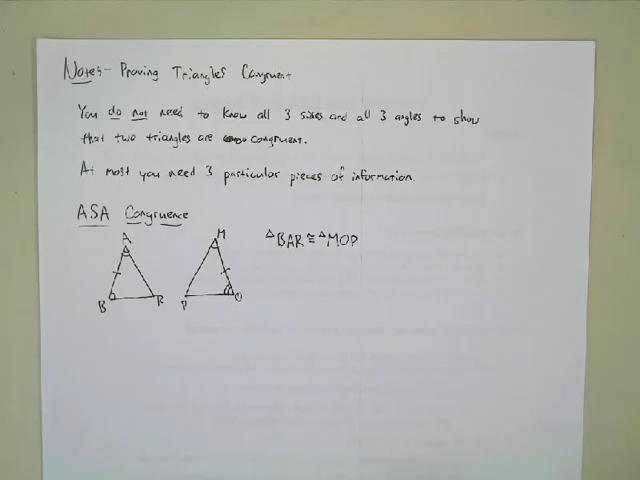 Notes - Proving Triangles Congruent
You do not need to know all 3 sides and all 3 angles to show
that two triangles are congruent.
At most you need 3 particular pieces of information.
ASA Congruence
A
B
R
M
P
O
△BAR ≅ △MOP